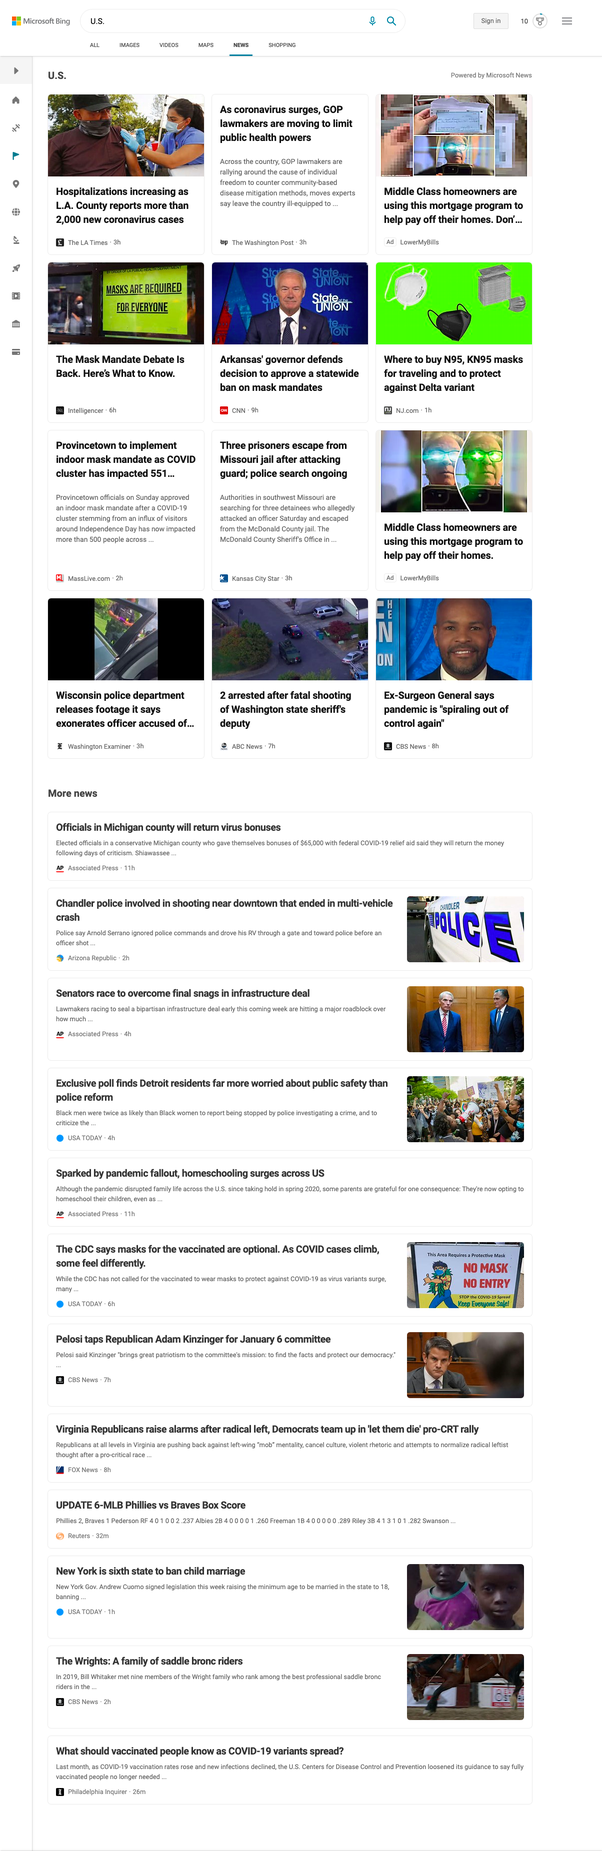 Microsoft Bing
U.S.
Sign in
10
ALL
IMAGES
VIDEOS
MAPS
NEWS
SHOPPING
U.S.
Powered by Microsoft News
Hospitalizations increasing as
L.A. County reports more than
2,000 new coronavirus cases
The LA Times · 3h
As coronavirus surges, GOP
lawmakers are moving to limit
public health powers
Across the country, GOP lawmakers are
rallying around the cause of individual
freedom to counter community-based
disease mitigation methods, moves experts
say leave the country ill-equipped to ...
wp The Washington Post · 3h
Middle Class homeowners are
using this mortgage program to
help pay off their homes. Don'...
Ad LowerMyBills
MASKS ARE REQUIRED
FOR EVERYONE
The Mask Mandate Debate Is
Back. Here's What to Know.
Intelligencer · 6h
State
UNION
Arkansas' governor defends
decision to approve a statewide
ban on mask mandates
CNN · 9h
Where to buy N95, KN95 masks
for traveling and to protect
against Delta variant
NJ.com · 1h
Provincetown to implement
indoor mask mandate as COVID
cluster has impacted 551...
Provincetown officials on Sunday approved
an indoor mask mandate after a COVID-19
cluster stemming from an influx of visitors
around Independence Day has now impacted
more than 500 people across ...
MassLive.com · 2h
Three prisoners escape from
Missouri jail after attacking
guard; police search ongoing
Authorities in southwest Missouri are
searching for three detainees who allegedly
attacked an officer Saturday and escaped
from the McDonald County jail. The
McDonald County Sheriff's Office in ...
Kansas City Star · 3h
Middle Class homeowners are
using this mortgage program to
help pay off their homes.
Ad LowerMyBills
Wisconsin police department
releases footage it says
exonerates officer accused of...
Washington Examiner · 3h
2 arrested after fatal shooting
of Washington state sheriff's
deputy
ABC News · 7h
Ex-Surgeon General says
pandemic is "spiraling out of
control again"
CBS News · 8h
More news
Officials in Michigan county will return virus bonuses
Elected officials in a conservative Michigan county who gave themselves bonuses of $65,000 with federal COVID-19 relief aid said they will return the money
following days of criticism. Shiawassee ...
AP Associated Press · 11h
Chandler police involved in shooting near downtown that ended in multi-vehicle
crash
Police say Arnold Serrano ignored police commands and drove his RV through a gate and toward police before an
officer shot ...
Arizona Republic · 2h
CHANDLER
POLICE
Senators race to overcome final snags in infrastructure deal
Lawmakers racing to seal a bipartisan infrastructure deal early this coming week are hitting a major roadblock over
how much ...
AP Associated Press · 4h
Exclusive poll finds Detroit residents far more worried about public safety than
police reform
Black men were twice as likely than Black women to report being stopped by police investigating a crime, and to
criticize the ...
USA TODAY · 4h
Sparked by pandemic fallout, homeschooling surges across US
Although the pandemic disrupted family life across the U.S. since taking hold in spring 2020, some parents are grateful for one consequence: They're now opting to
homeschool their children, even as ...
AP Associated Press · 11h
The CDC says masks for the vaccinated are optional. As COVID cases climb,
some feel differently.
While the CDC has not called for the vaccinated to wear masks to protect against COVID-19 as virus variants surge,
many ...
USA TODAY · 6h
This Area Requires a Protective Mask
NO MASK
NO ENTRY
STOP the COVID-19 Spread
Keep Everyone Safe!
Pelosi taps Republican Adam Kinzinger for January 6 committee
Pelosi said Kinzinger "brings great patriotism to the committee's mission: to find the facts and protect our democracy."
...
CBS News · 7h
Virginia Republicans raise alarms after radical left, Democrats team up in 'let them die' pro-CRT rally
Republicans at all levels in Virginia are pushing back against left-wing "mob" mentality, cancel culture, violent rhetoric and attempts to normalize radical leftist
thought after a pro-critical race ...
FOX News · 8h
UPDATE 6-MLB Phillies vs Braves Box Score
Phillies 2, Braves 1 Pederson RF 4 0 1 0 0 2 .237 Albies 2B 4 0 0 0 0 1 .260 Freeman 1B 4 0 0 0 0 0 .289 Riley 3B 4 1 3 1 0 1 .282 Swanson ...
Reuters · 32m
New York is sixth state to ban child marriage
New York Gov. Andrew Cuomo signed legislation this week raising the minimum age to be married in the state to 18,
banning ...
USA TODAY · 1h
The Wrights: A family of saddle bronc riders
In 2019, Bill Whitaker met nine members of the Wright family who rank among the best professional saddle bronc
riders in the ...
CBS News · 2h
What should vaccinated people know as COVID-19 variants spread?
Last month, as COVID-19 vaccination rates rose and new infections declined, the U.S. Centers for Disease Control and Prevention loosened its guidance to say fully
vaccinated people no longer needed ...
Philadelphia Inquirer · 26m